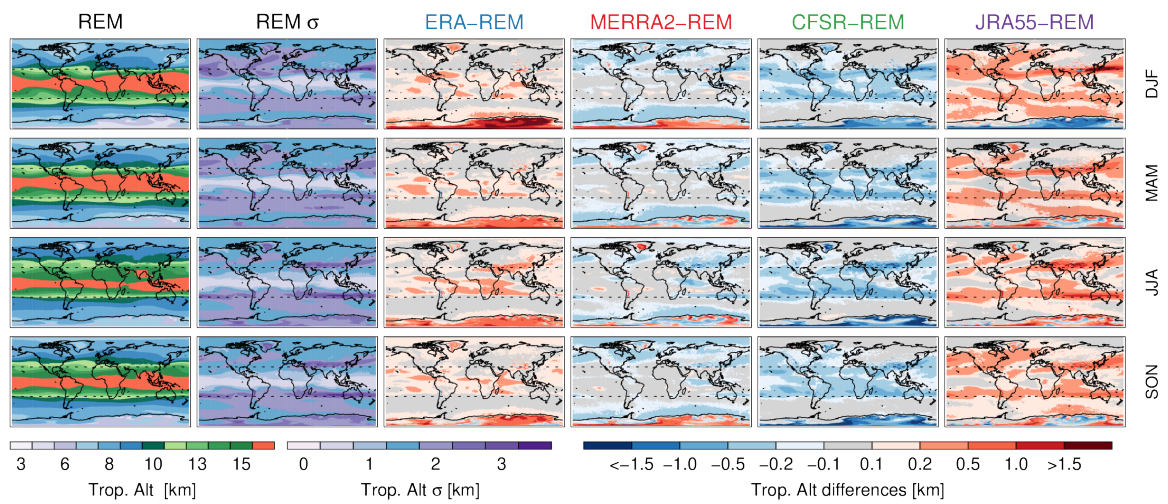 REM REM σ ERA−REM MERRA2−REM CFSR−REM JRA55−REM
DJF
MAM
JJA
SON
3 6 8 10 13 15 0 1 2 3 <−1.5 −1.0 −0.5 −0.2 −0.1 0.1 0.2 0.5 1.0 >1.5
Trop. Alt [km] Trop. Alt σ [km] Trop. Alt differences [km]